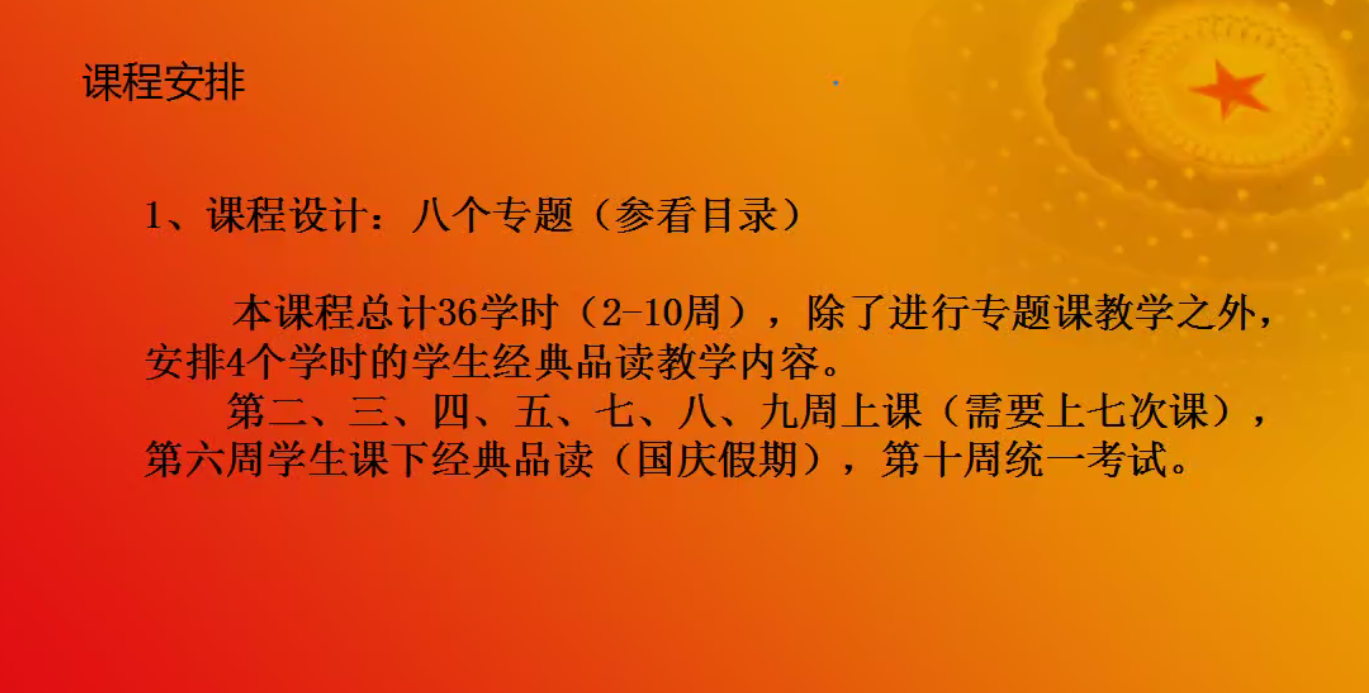 课程安排
1、课程设计：八个专题（参看目录）
本课程总计36学时（2-10周），除了进行专题课教学之外，
安排4个学时的学生经典品读教学内容。
第二、三、四、五、七、八、九周上课（需要上七次课），
第六周学生课下经典品读（国庆假期），第十周统一考试。